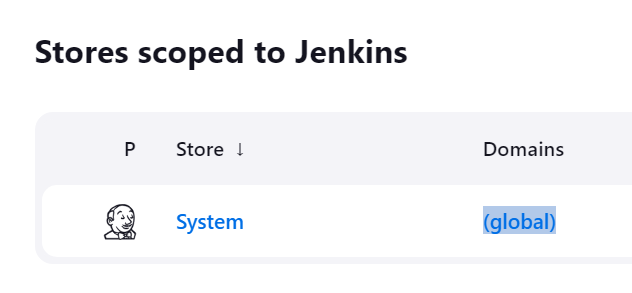 Stores scoped to Jenkins
P Store ↓ Domains
System (global)